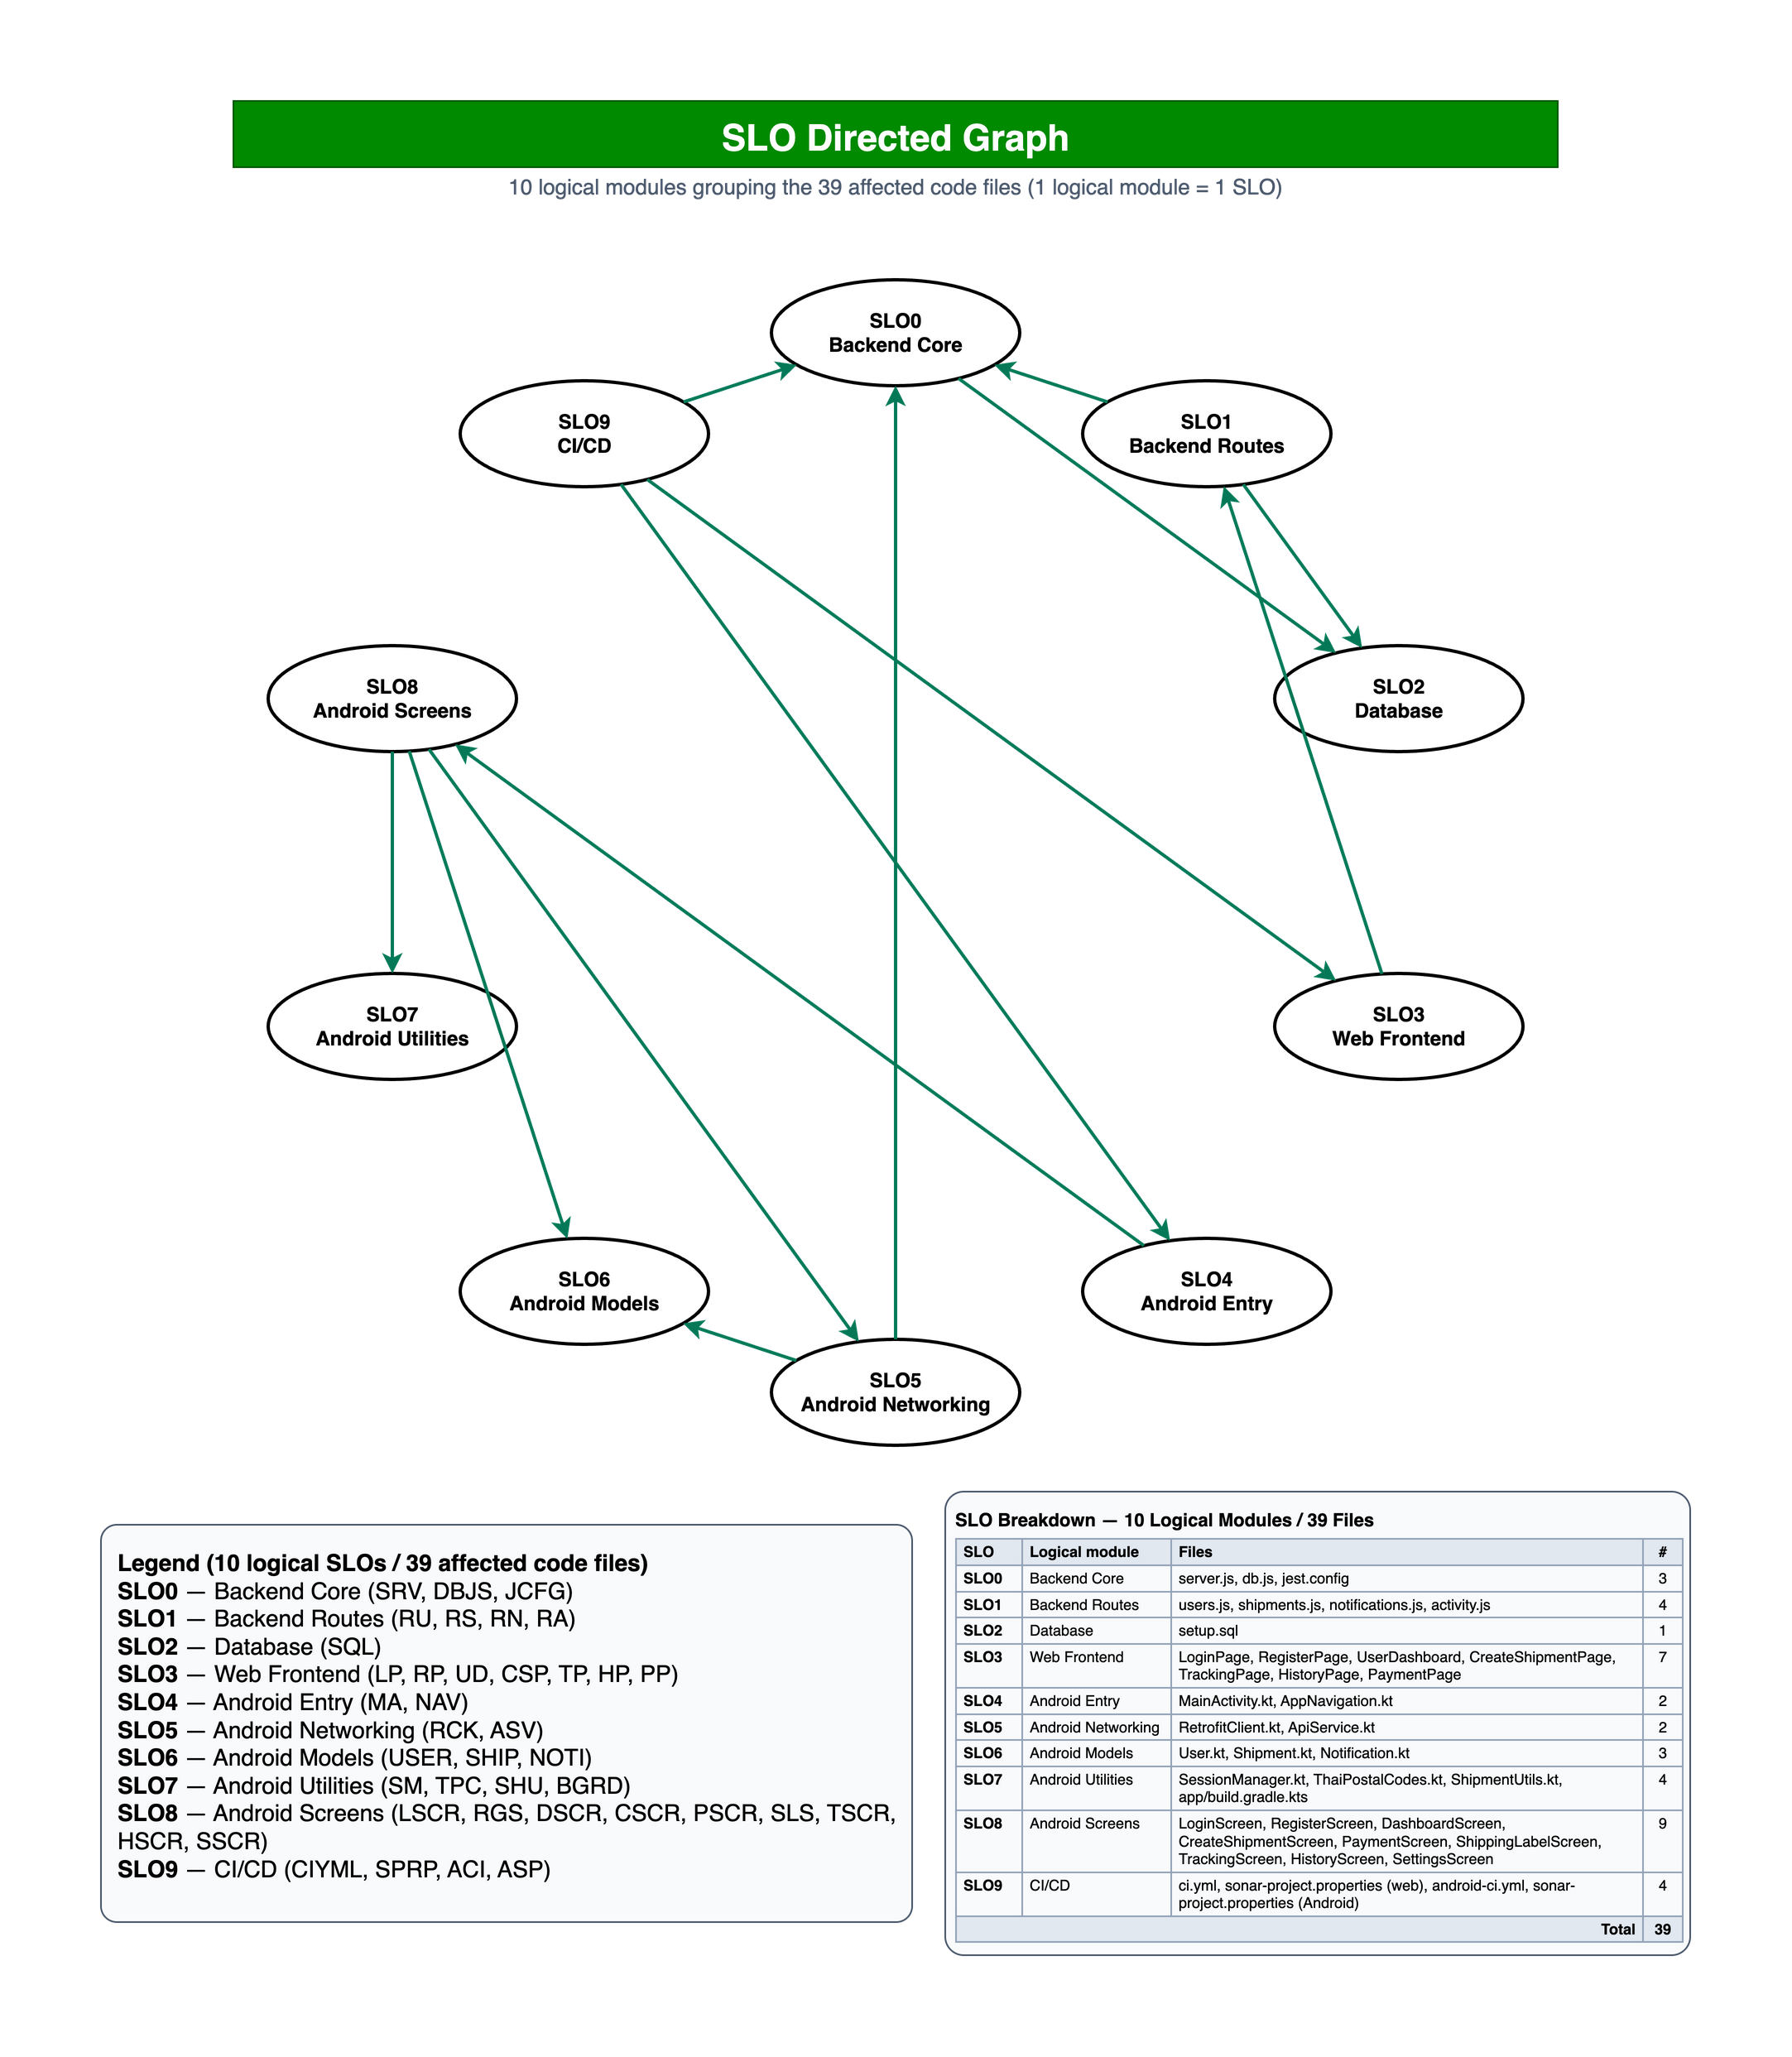 SLO Directed Graph
10 logical modules grouping the 39 affected code files (1 logical module = 1 SLO)
SLO0
Backend Core
SLO9
CI/CD
SLO1
Backend Routes
SLO8
Android Screens
SLO2
Database
SLO7
Android Utilities
SLO3
Web Frontend
SLO6
Android Models
SLO4
Android Entry
SLO5
Android Networking
Legend (10 logical SLOs / 39 affected code files)
SLO0 — Backend Core (SRV, DBJS, JCFG)
SLO1 — Backend Routes (RU, RS, RN, RA)
SLO2 — Database (SQL)
SLO3 — Web Frontend (LP, RP, UD, CSP, TP, HP, PP)
SLO4 — Android Entry (MA, NAV)
SLO5 — Android Networking (RCK, ASV)
SLO6 — Android Models (USER, SHIP, NOTI)
SLO7 — Android Utilities (SM, TPC, SHU, BGRD)
SLO8 — Android Screens (LSCR, RGS, DSCR, CSCR, PSCR, SLS, TSCR,
HSCR, SSCR)
SLO9 — CI/CD (CIYML, SPRP, ACI, ASP)
SLO Breakdown — 10 Logical Modules / 39 Files
SLO Logical module Files #
SLO0 Backend Core server.js, db.js, jest.config 3
SLO1 Backend Routes users.js, shipments.js, notifications.js, activity.js 4
SLO2 Database setup.sql 1
SLO3 Web Frontend LoginPage, RegisterPage, UserDashboard, CreateShipmentPage, 7
TrackingPage, HistoryPage, PaymentPage
SLO4 Android Entry MainActivity.kt, AppNavigation.kt 2
SLO5 Android Networking RetrofitClient.kt, ApiService.kt 2
SLO6 Android Models User.kt, Shipment.kt, Notification.kt 3
SLO7 Android Utilities SessionManager.kt, ThaiPostalCodes.kt, ShipmentUtils.kt, 4
app/build.gradle.kts
SLO8 Android Screens LoginScreen, RegisterScreen, DashboardScreen, 9
CreateShipmentScreen, PaymentScreen, ShippingLabelScreen,
TrackingScreen, HistoryScreen, SettingsScreen
SLO9 CI/CD ci.yml, sonar-project.properties (web), android-ci.yml, sonar- 4
project.properties (Android)
Total 39